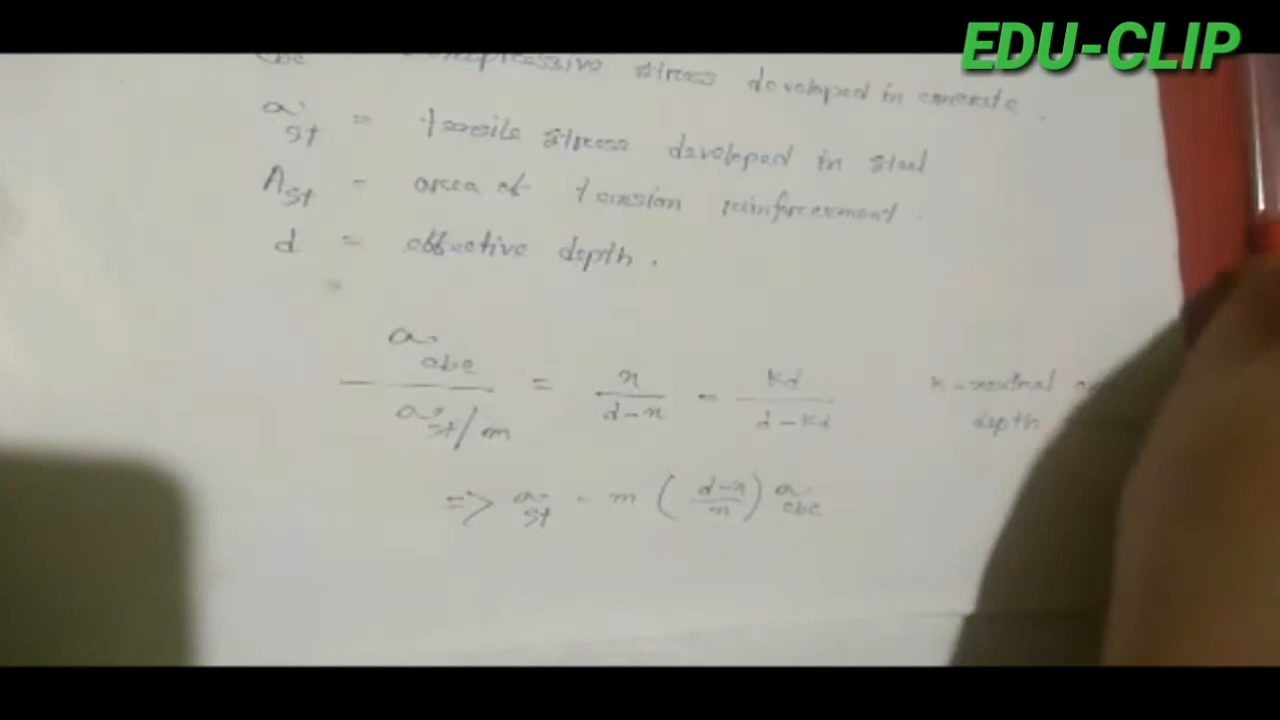 EDU-CLIP
cbc compressive stress developed in concrete.
σst = tensile stress developed in steel
Ast = area of tension reinforcement.
d = effective depth.
σcbc / σst/m = x / d-x = kd / d-kd k = neutral
depth
=> σst = m (d-x / x) σcbc